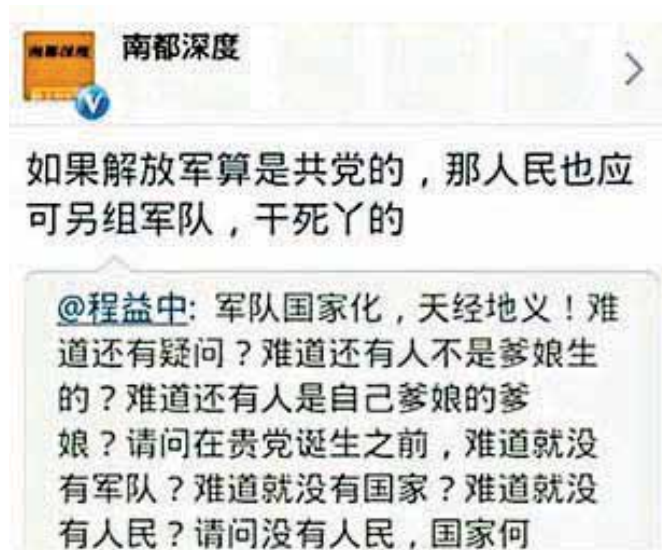 南都深度
南都深度
如果解放军算是共党的，那人民也应
可另组军队，干死丫的
@程益中: 军队国家化，天经地义！难
道还有疑问？难道还有人不是爹娘生
的？难道还有人是自己爹娘的爹
娘？请问在贵党诞生之前，难道就没
有军队？难道就没有国家？难道就没
有人民？请问没有人民，国家何